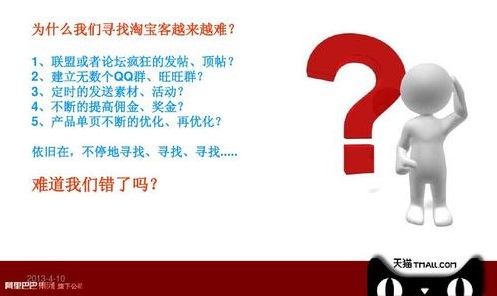 为什么我们寻找淘宝客越来越难？
1、联盟或者论坛疯狂的发帖、顶帖？
2、建立无数个QQ群、旺旺群？
3、定时的发送素材、活动？
4、不断的提高佣金、奖金？
5、产品单页不断的优化、再优化？
依旧在，不停地寻找、寻找、寻找.....
难道我们错了吗？
天猫 TMALL.COM
2013-4-10
阿里巴巴集团 旗下公司